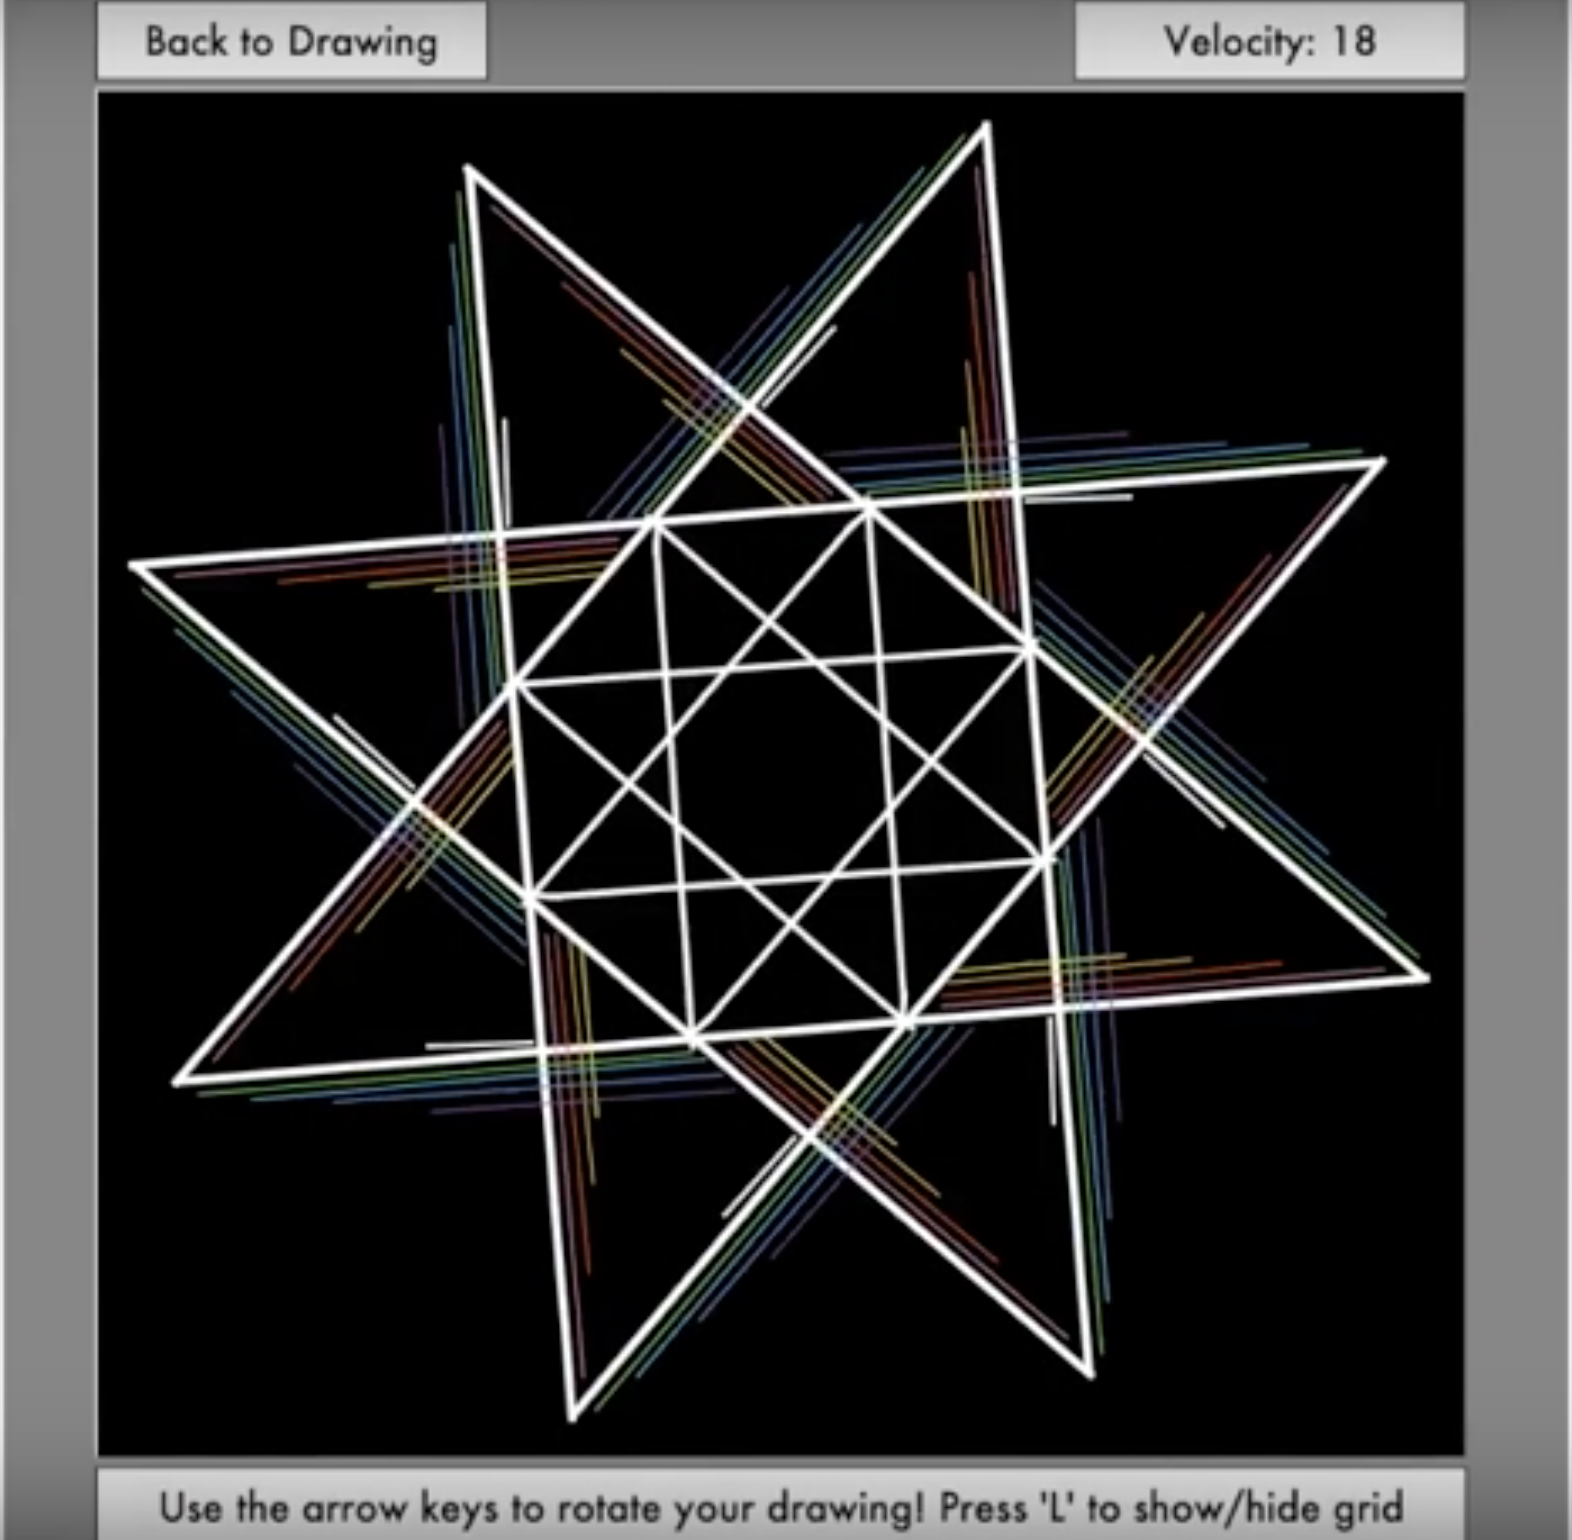 Back to Drawing
Velocity: 18
Use the arrow keys to rotate your drawing! Press 'L' to show/hide grid